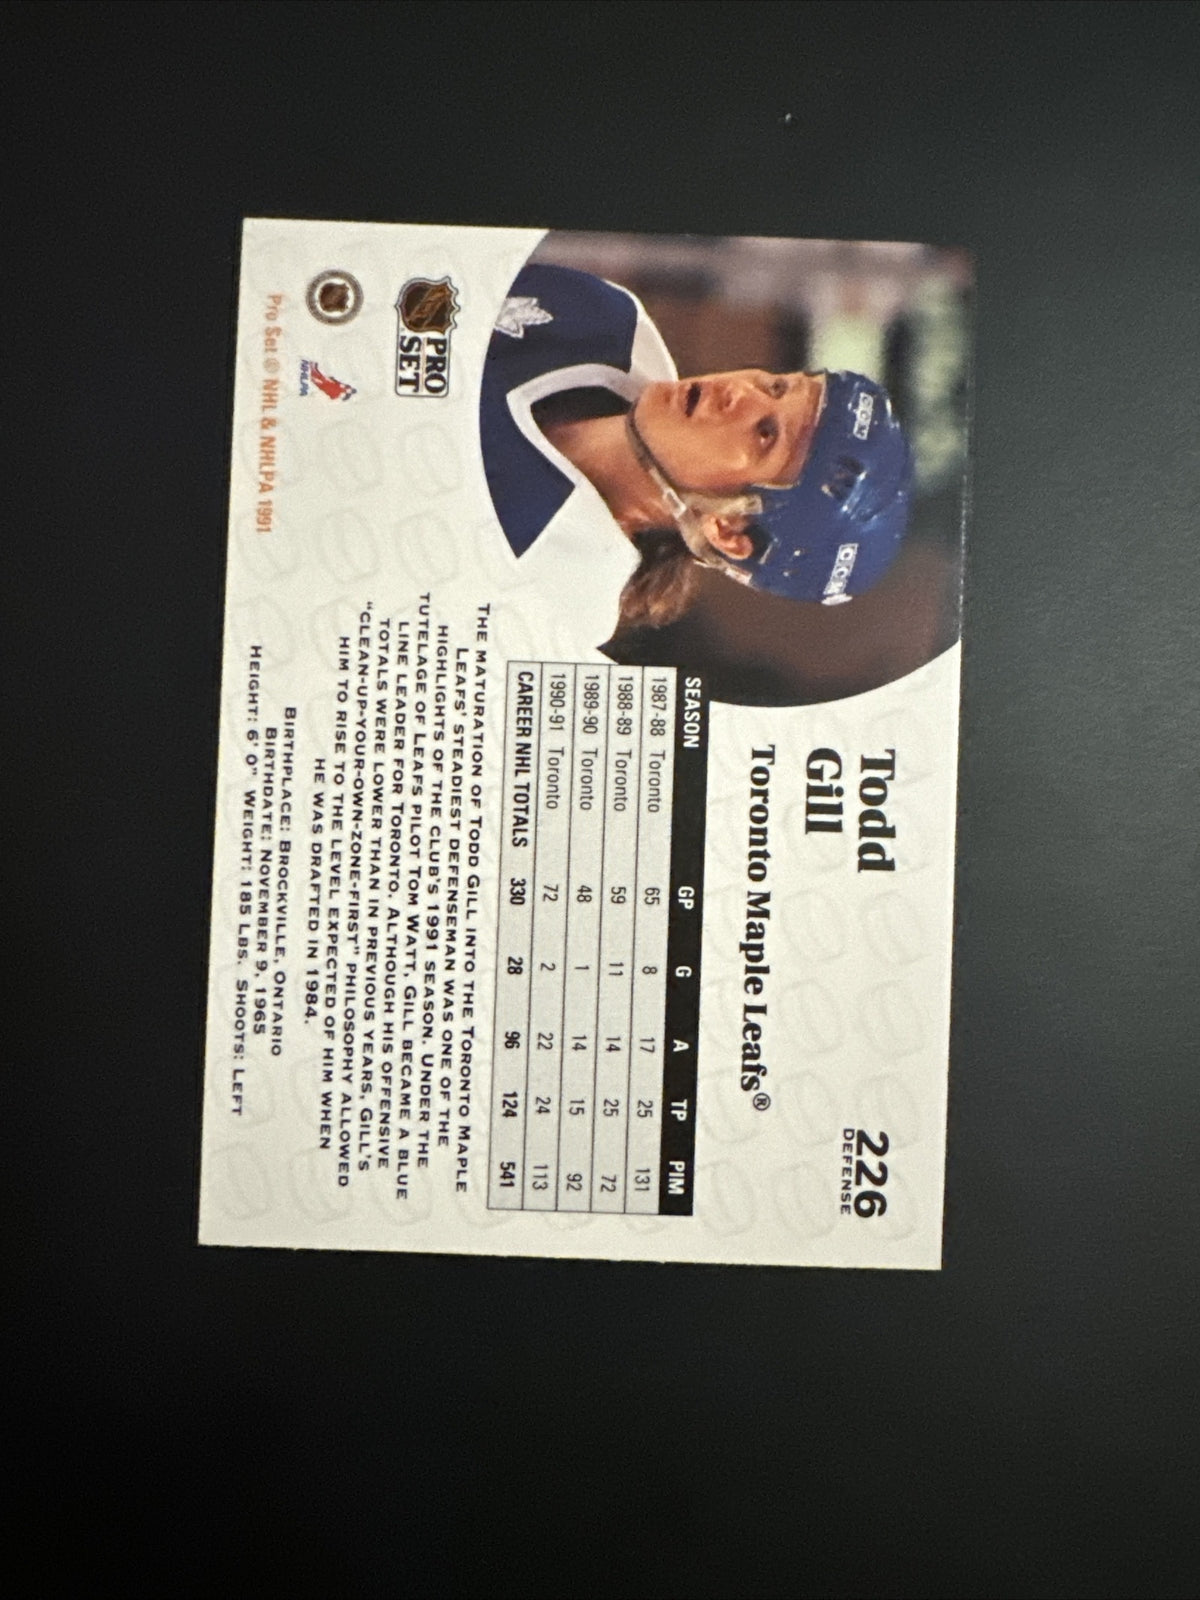 Todd
Gill
Toronto Maple Leafs®
226
DEFENSE
SEASON GP G A TP PIM
1987-88 Toronto 65 8 17 25 131
1988-89 Toronto 59 11 14 25 72
1989-90 Toronto 48 1 14 15 92
1990-91 Toronto 72 2 22 24 113
CAREER NHL TOTALS 330 28 96 124 541
THE MATURATION OF TODD GILL INTO THE TORONTO MAPLE
LEAFS' STEADIEST DEFENSEMAN WAS ONE OF THE
HIGHLIGHTS OF THE CLUB'S 1991 SEASON. UNDER THE
TUTELAGE OF LEAFS PILOT TOM WATT, GILL BECAME A BLUE
LINE LEADER FOR TORONTO. ALTHOUGH HIS OFFENSIVE
TOTALS WERE LOWER THAN IN PREVIOUS YEARS, GILL'S
"CLEAN-UP-YOUR-OWN-ZONE-FIRST" PHILOSOPHY ALLOWED
HIM TO RISE TO THE LEVEL EXPECTED OF HIM WHEN
HE WAS DRAFTED IN 1984.
BIRTHPLACE: BROCKVILLE, ONTARIO
BIRTHDATE: NOVEMBER 9, 1965
HEIGHT: 6' 0" WEIGHT: 185 LBS. SHOOTS: LEFT
CCM
CCM
NHL
PRO
SET
NHLPA
Pro Set © NHL & NHLPA 1991